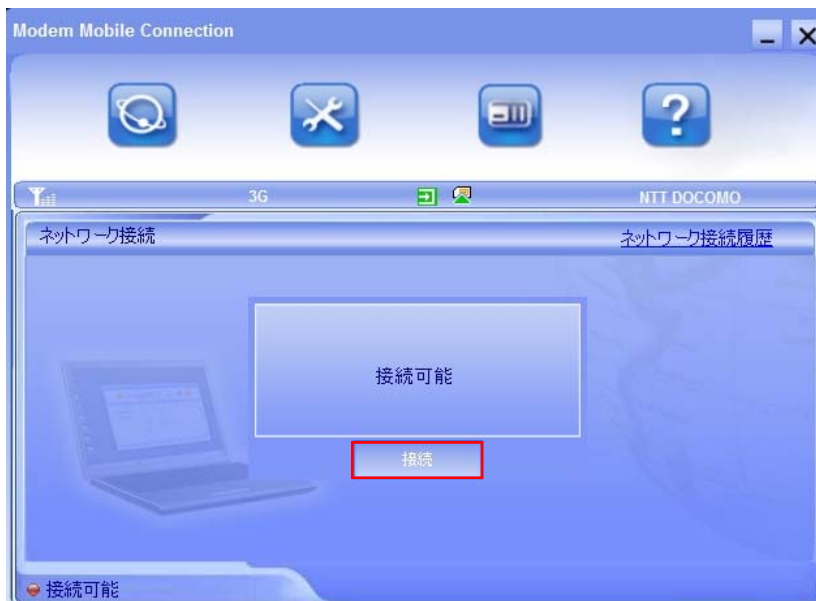 Modem Mobile Connection
3G
NTT DOCOMO
ネットワーク接続
ネットワーク接続履歴
接続可能
接続
接続可能